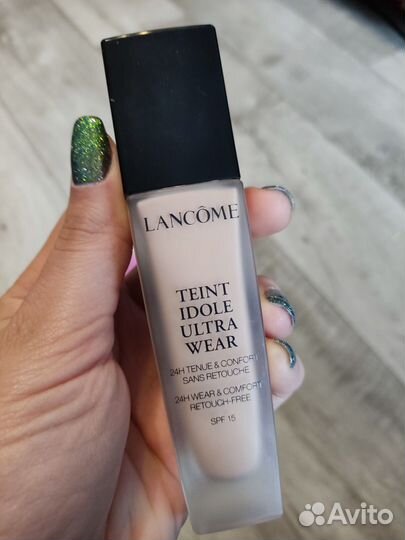 LANCÔME
TEINT
IDOLE
ULTRA
WEAR
24H TENUE & CONFORT
SANS RETOUCHE
24H WEAR & COMFORT
RETOUCH-FREE
SPF 15
Avito